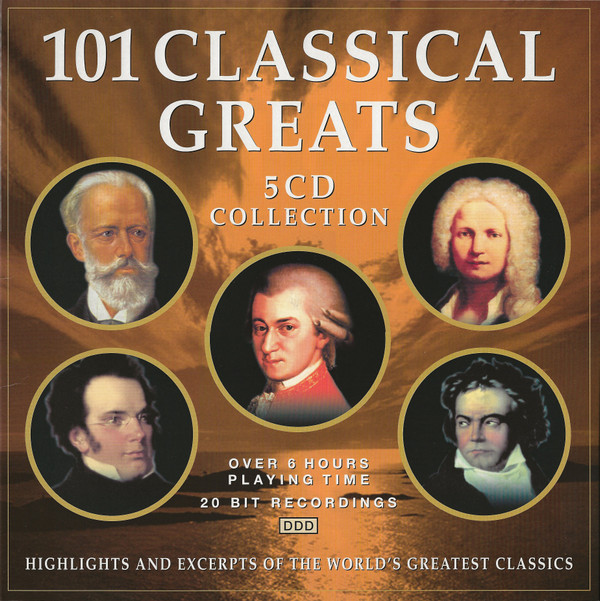 101 CLASSICAL
GREATS
5 CD
COLLECTION
OVER 6 HOURS
PLAYING TIME
20 BIT RECORDINGS
DDD
HIGHLIGHTS AND EXCERPTS OF THE WORLD'S GREATEST CLASSICS